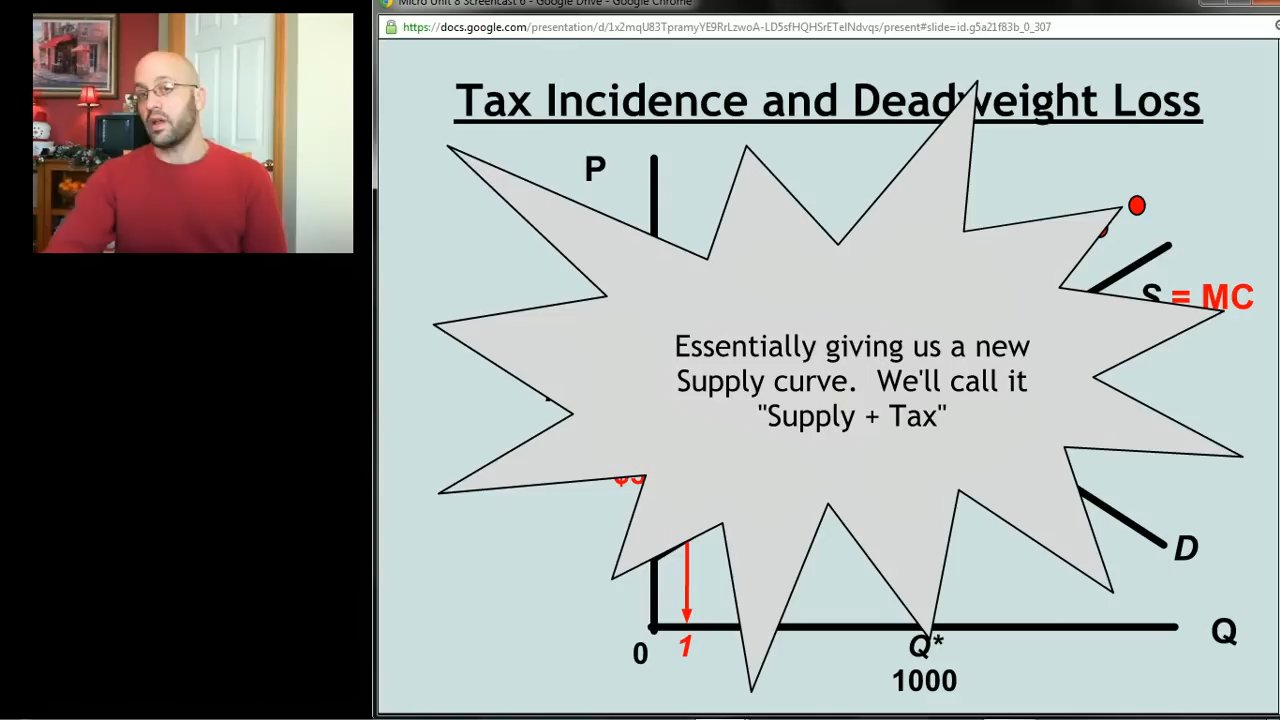 Micro Unit 8 Screencast 6 - Google Drive - Google Chrome
https://docs.google.com/presentation/d/1x2mqU83TpramyYE9RrLzwoA-LD5sfHQHSrETelNdvqs/present#slide=id.g5a21f83b_0_307
Tax Incidence and Deadweight Loss
P
S = MC
Essentially giving us a new
Supply curve. We'll call it
"Supply + Tax"
D
0
1
Q*
Q
1000